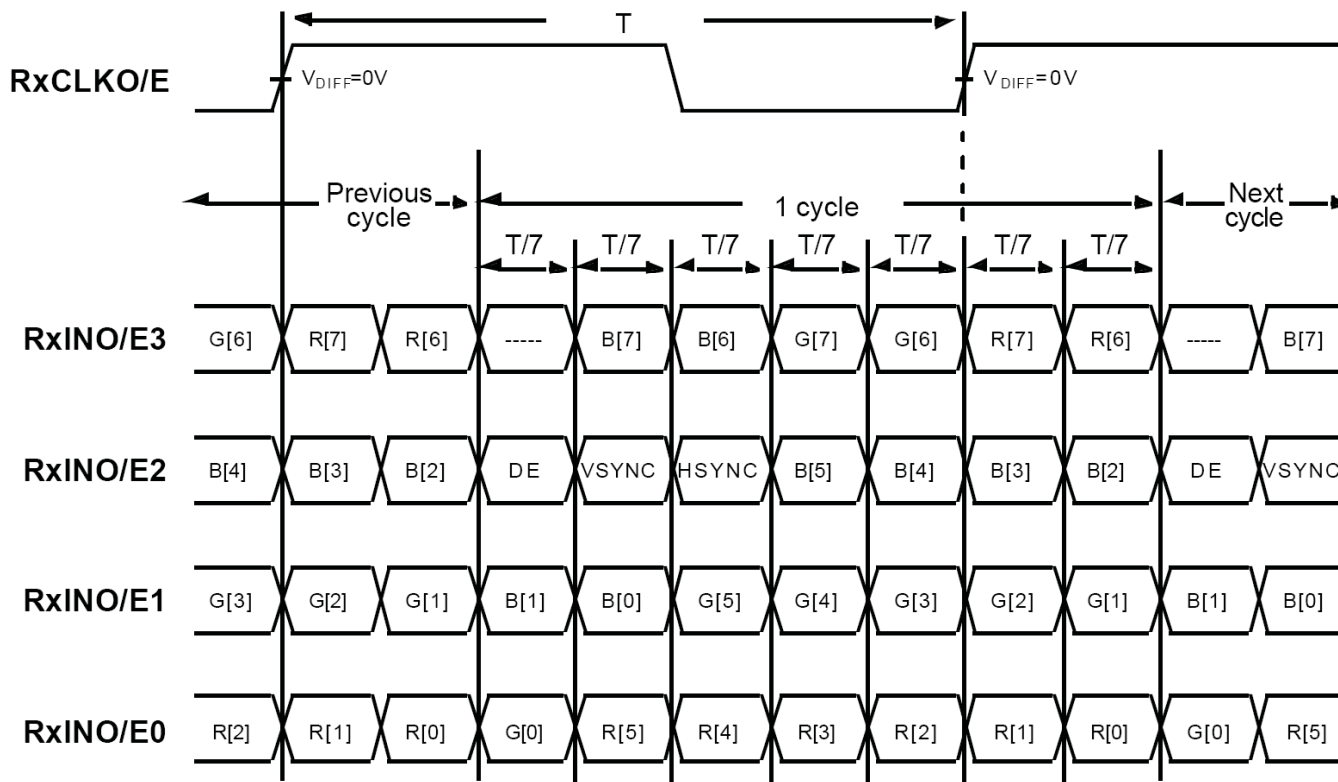 T
RxCLKO/E VDIFF=0V VDIFF=0V
Previous cycle 1 cycle Next cycle
T/7 T/7 T/7 T/7 T/7 T/7 T/7
RxINO/E3 G[6] R[7] R[6] ----- B[7] B[6] G[7] G[6] R[7] R[6] ----- B[7]
RxINO/E2 B[4] B[3] B[2] DE VSYNC HSYNC B[5] B[4] B[3] B[2] DE VSYNC
RxINO/E1 G[3] G[2] G[1] B[1] B[0] G[5] G[4] G[3] G[2] G[1] B[1] B[0]
RxINO/E0 R[2] R[1] R[0] G[0] R[5] R[4] R[3] R[2] R[1] R[0] G[0] R[5]